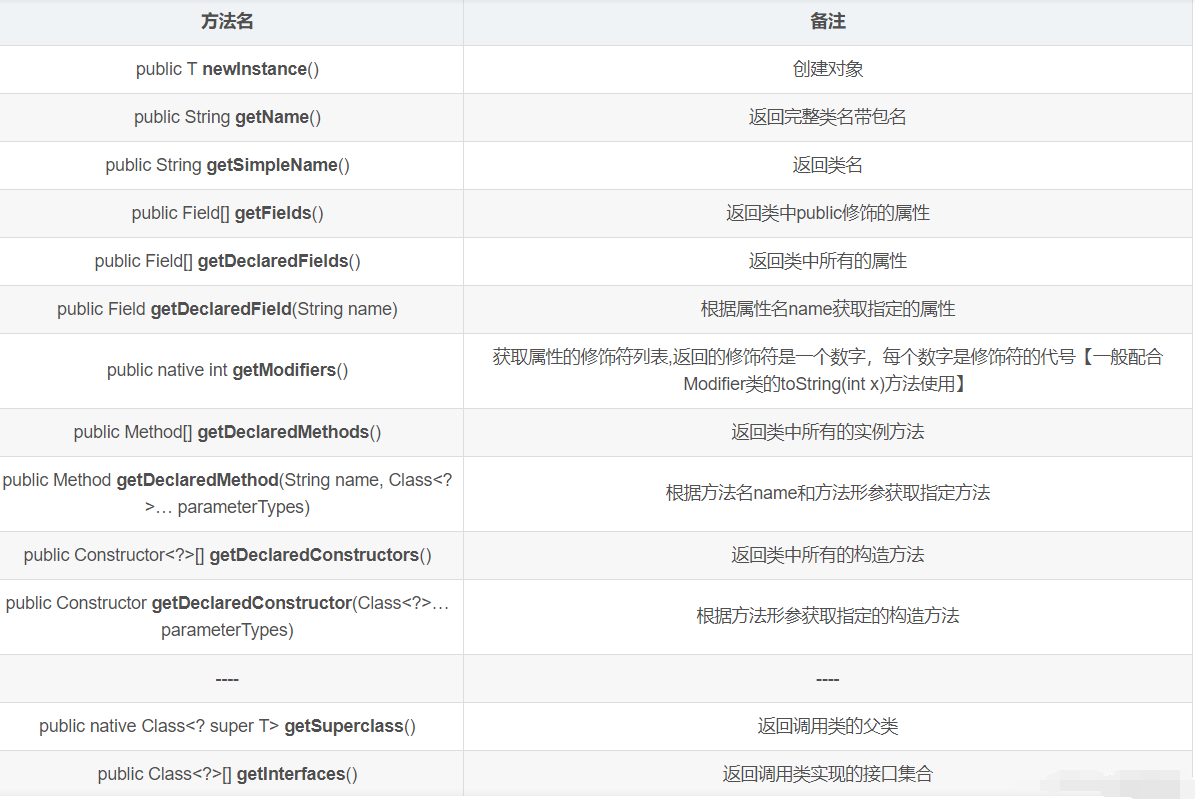 方法名 备注
public T newInstance() 创建对象
public String getName() 返回完整类名带包名
public String getSimpleName() 返回类名
public Field[] getFields() 返回类中public修饰的属性
public Field[] getDeclaredFields() 返回类中所有的属性
public Field getDeclaredField(String name) 根据属性名name获取指定的属性
public native int getModifiers() 获取属性的修饰符列表,返回的修饰符是一个数字，每个数字是修饰符的代号【一般配合
Modifier类的toString(int x)方法使用】
public Method[] getDeclaredMethods() 返回类中所有的实例方法
public Method getDeclaredMethod(String name, Class<?
>… parameterTypes) 根据方法名name和方法形参获取指定方法
public Constructor<?>[] getDeclaredConstructors() 返回类中所有的构造方法
public Constructor getDeclaredConstructor(Class<?>…
parameterTypes) 根据方法形参获取指定的构造方法
---- ----
public native Class<? super T> getSuperclass() 返回调用类的父类
public Class<?>[] getInterfaces() 返回调用类实现的接口集合